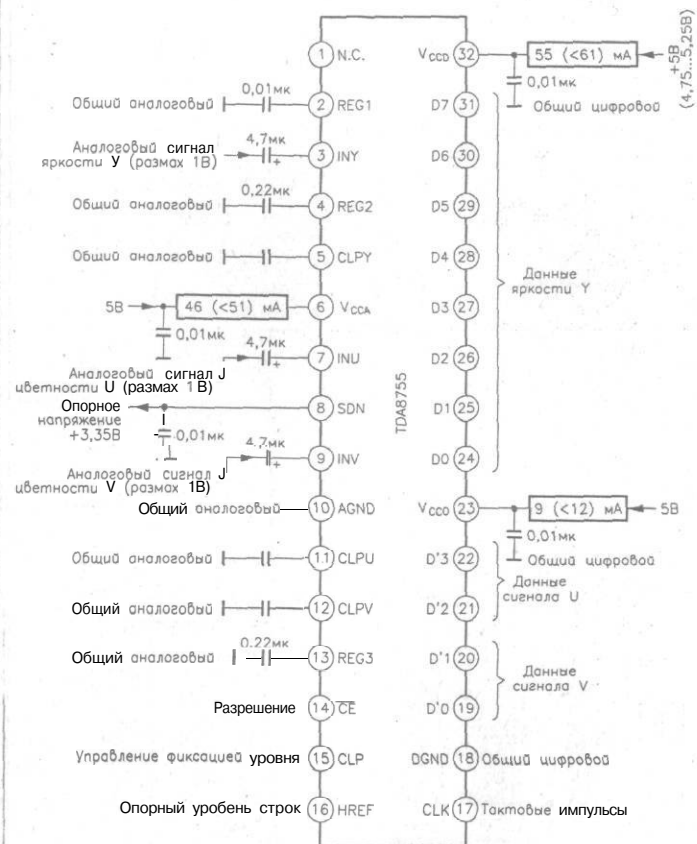 1 N.C.
0,01мк
Общий аналоговый 2 REG1
4,7мк
Аналоговый сигнал
яркости У (размах 1В) + 3 INY
0,22мк
Общий аналоговый 4 REG2
Общий аналоговый 5 CLPY
5В 46 (<51) мА 6 VCCA
0,01мк
4,7мк
Аналоговый сигнал
цветности U (размах 1В) + 7 INU
Опорное
напряжение
+3,35В 8 SDN
0,01мк
4,7мк
Аналоговый сигнал
цветности V (размах 1В) + 9 INV
Общий аналоговый 10 AGND
Общий аналоговый 11 CLPU
Общий аналоговый 12 CLPV
0.22мк
Общий аналоговый 13 REG3
Разрешение 14 CE
Управление фиксацией уровня 15 CLP
Опорный уробень строк 16 HREF
TDA8755
VCCD 32 55 (<61) мА +5В
(4,75...5,25В)
0,01мк
Общий цифровой
D7 31
D6 30
D5 29
D4 28
Данные
яркости Y
D3 27
D2 26
D1 25
D0 24
VCCO 23 9 (<12) мА 5В
0,01мк
Общий цифровой
D'3 22
Данные
сигнала U
D'2 21
D'1 20
Данные
сигнала V
D'0 19
DGND 18 Общий цифровой
CLK 17 Тактовые импульсы